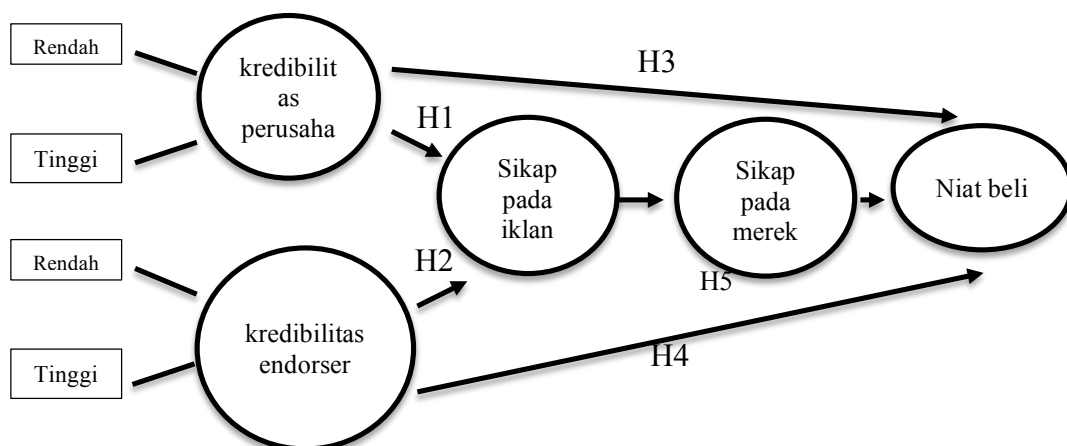 Rendah
Tinggi
kredibilit
as
perusaha
H3
H1
Sikap
pada
iklan
Sikap
pada
merek
Niat beli
Rendah
Tinggi
kredibilitas
endorser
H2
H5
H4